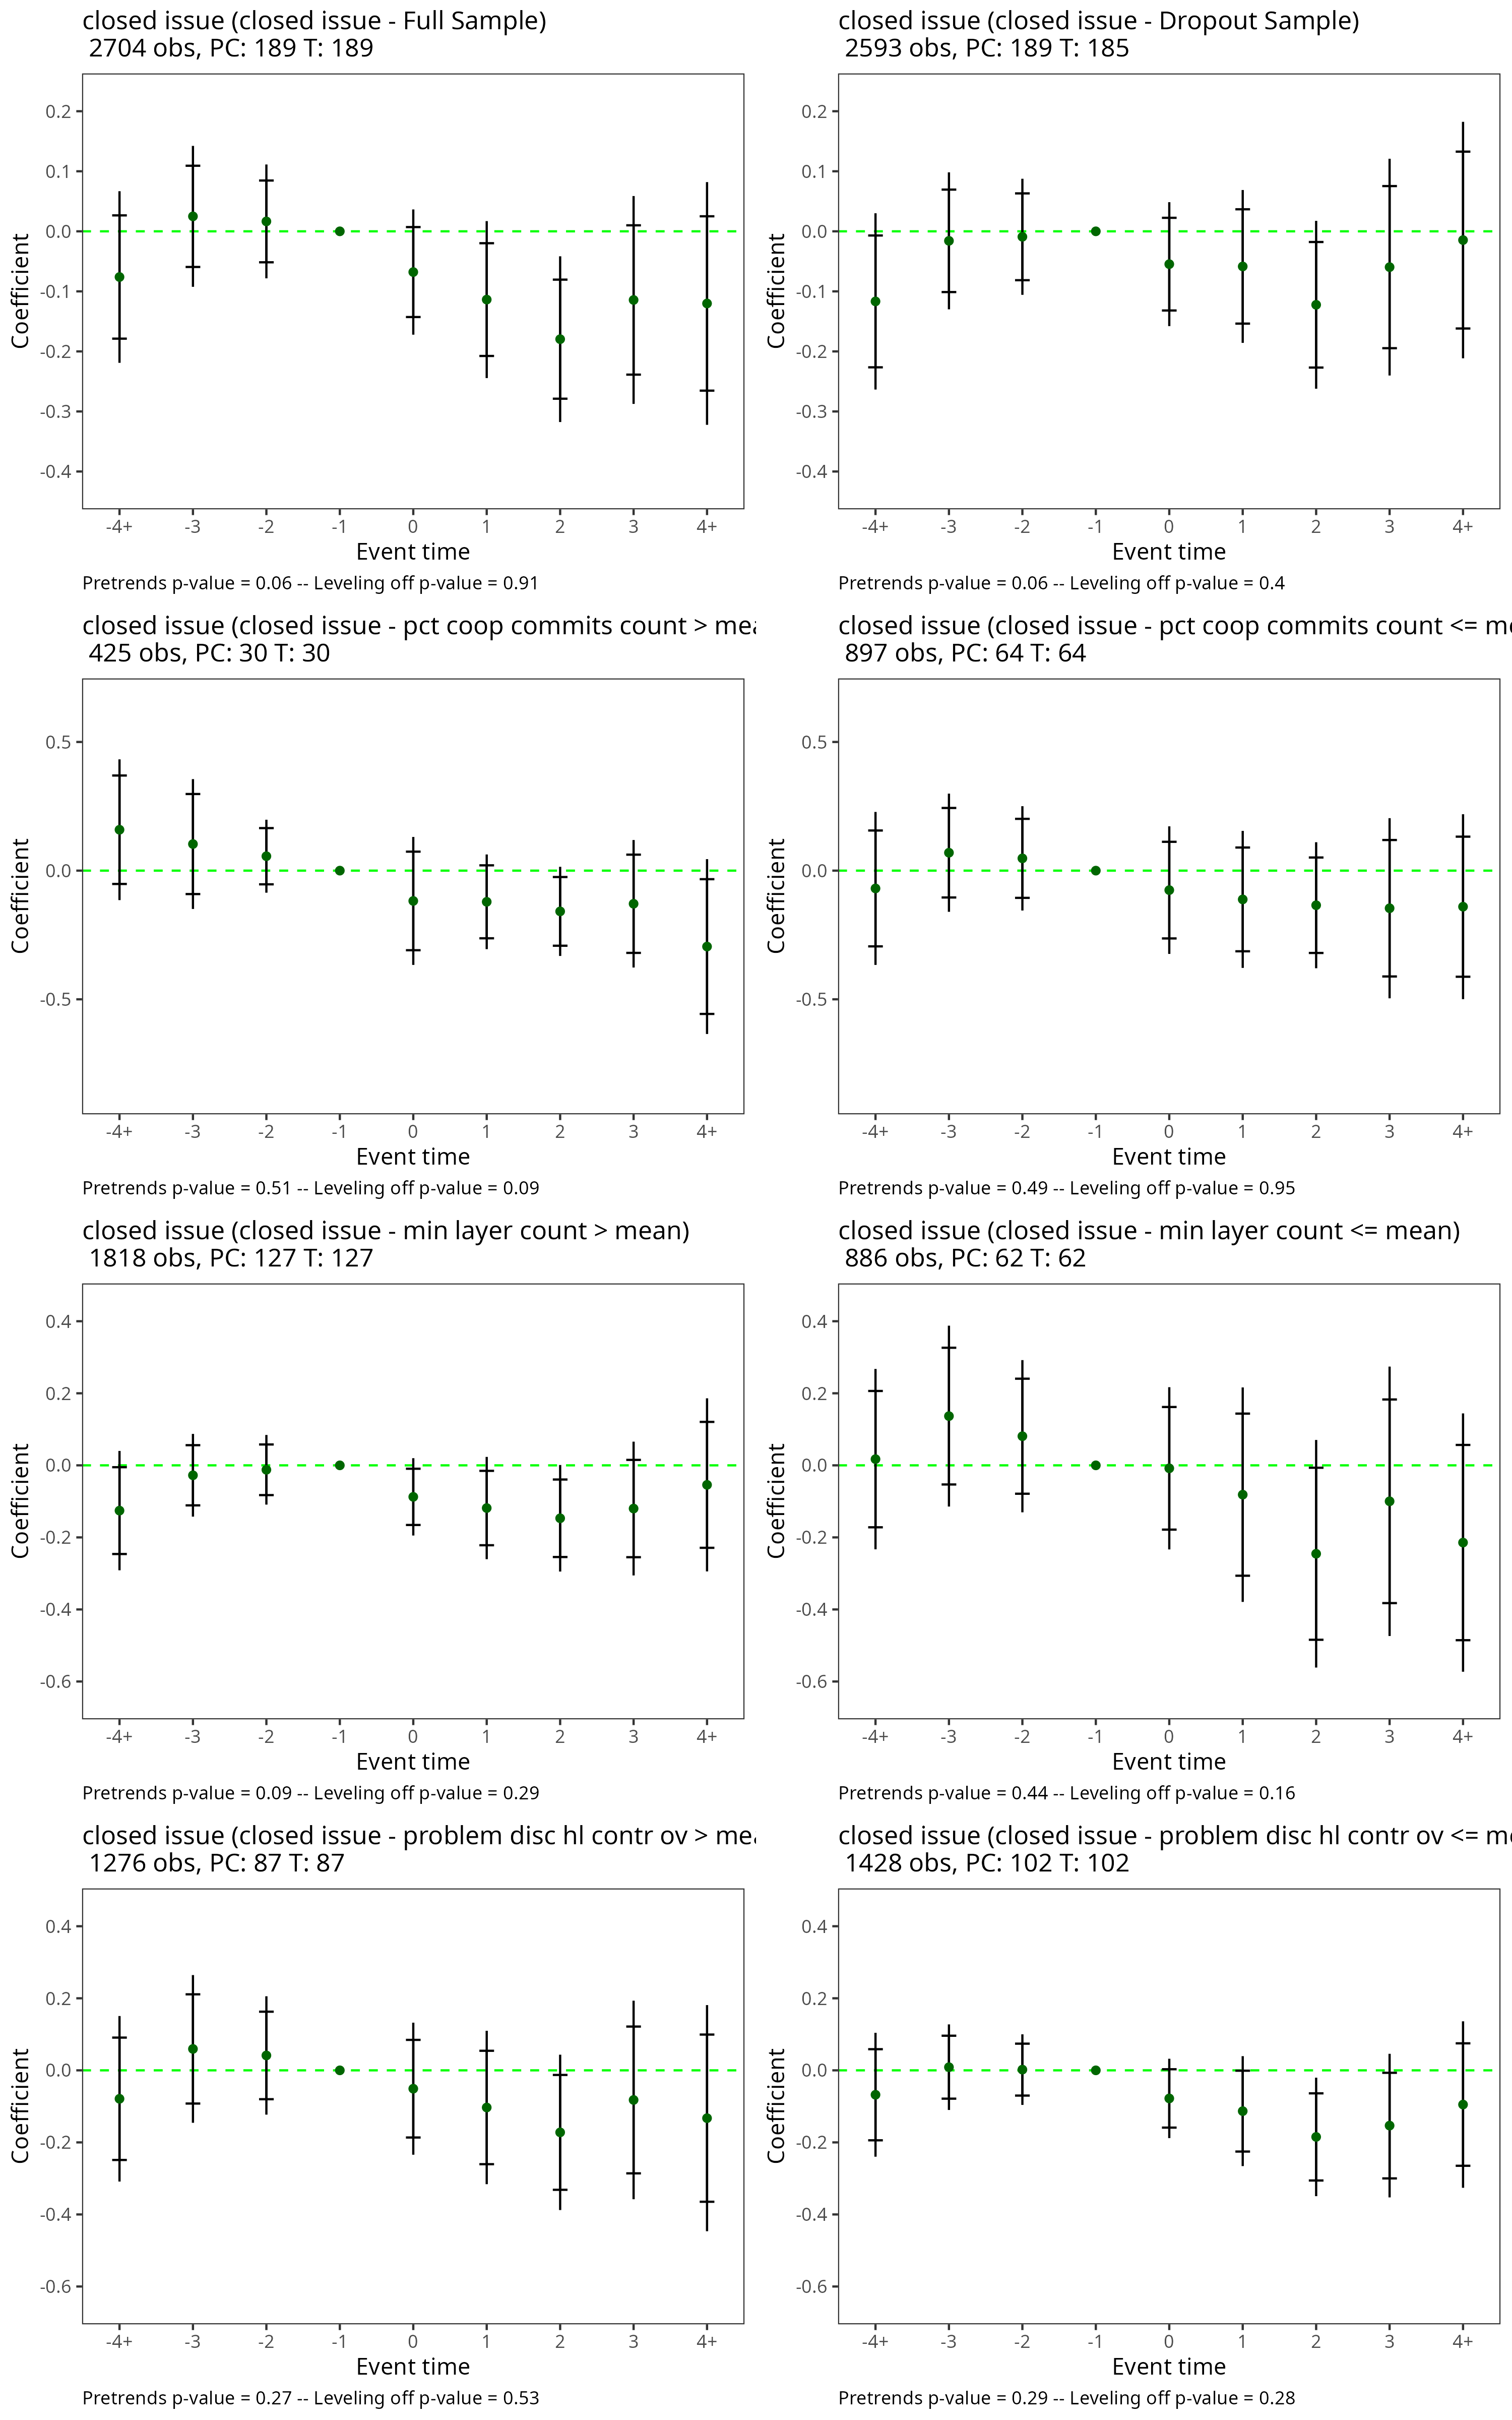 closed issue (closed issue - Full Sample)
2704 obs, PC: 189 T: 189
0.2
0.1
0.0
-0.1
-0.2
-0.3
-0.4
Coefficient
-4+ -3 -2 -1 0 1 2 3 4+
Event time
Pretrends p-value = 0.06 -- Leveling off p-value = 0.91
closed issue (closed issue - Dropout Sample)
2593 obs, PC: 189 T: 185
0.2
0.1
0.0
-0.1
-0.2
-0.3
-0.4
Coefficient
-4+ -3 -2 -1 0 1 2 3 4+
Event time
Pretrends p-value = 0.06 -- Leveling off p-value = 0.4
closed issue (closed issue - pct coop commits count > mea
425 obs, PC: 30 T: 30
0.5
0.0
-0.5
Coefficient
-4+ -3 -2 -1 0 1 2 3 4+
Event time
Pretrends p-value = 0.51 -- Leveling off p-value = 0.09
closed issue (closed issue - pct coop commits count <= me
897 obs, PC: 64 T: 64
0.5
0.0
-0.5
Coefficient
-4+ -3 -2 -1 0 1 2 3 4+
Event time
Pretrends p-value = 0.49 -- Leveling off p-value = 0.95
closed issue (closed issue - min layer count > mean)
1818 obs, PC: 127 T: 127
0.4
0.2
0.0
-0.2
-0.4
-0.6
Coefficient
-4+ -3 -2 -1 0 1 2 3 4+
Event time
Pretrends p-value = 0.09 -- Leveling off p-value = 0.29
closed issue (closed issue - min layer count <= mean)
886 obs, PC: 62 T: 62
0.4
0.2
0.0
-0.2
-0.4
-0.6
Coefficient
-4+ -3 -2 -1 0 1 2 3 4+
Event time
Pretrends p-value = 0.44 -- Leveling off p-value = 0.16
closed issue (closed issue - problem disc hl contr ov > mea
1276 obs, PC: 87 T: 87
0.4
0.2
0.0
-0.2
-0.4
-0.6
Coefficient
-4+ -3 -2 -1 0 1 2 3 4+
Event time
Pretrends p-value = 0.27 -- Leveling off p-value = 0.53
closed issue (closed issue - problem disc hl contr ov <= me
1428 obs, PC: 102 T: 102
0.4
0.2
0.0
-0.2
-0.4
-0.6
Coefficient
-4+ -3 -2 -1 0 1 2 3 4+
Event time
Pretrends p-value = 0.29 -- Leveling off p-value = 0.28